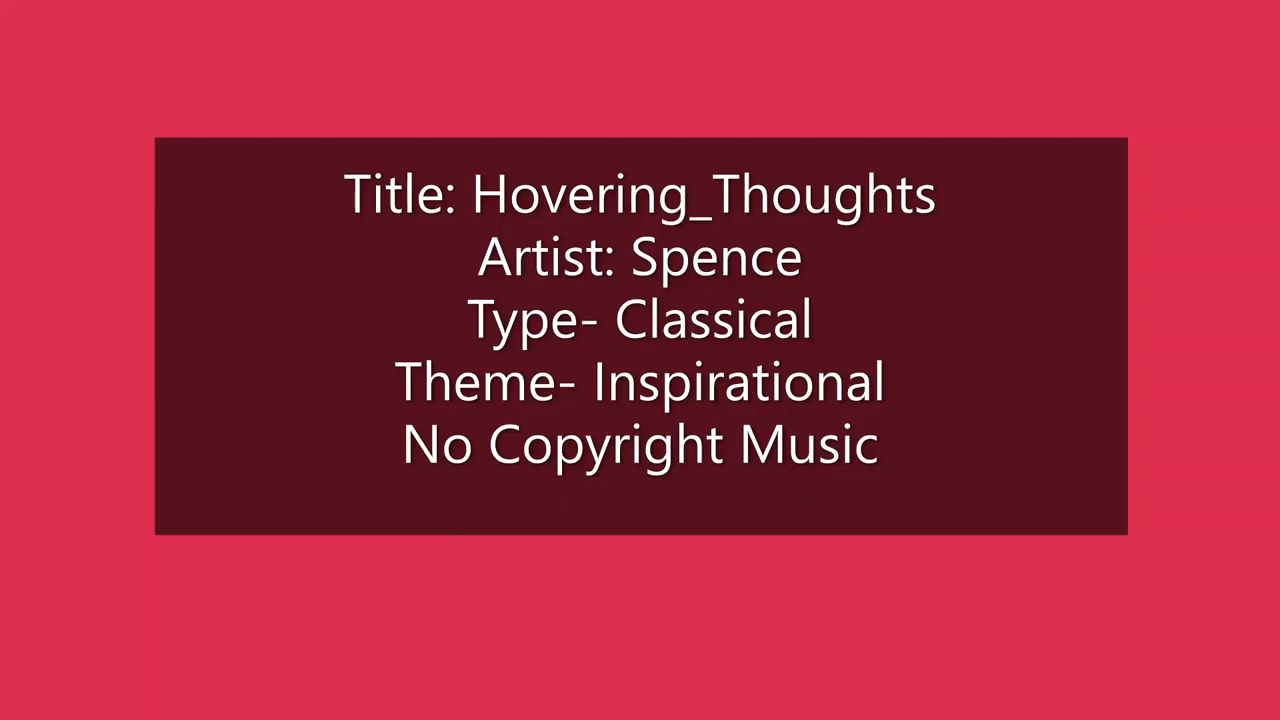 Title: Hovering_Thoughts
Artist: Spence
Type- Classical
Theme- Inspirational
No Copyright Music